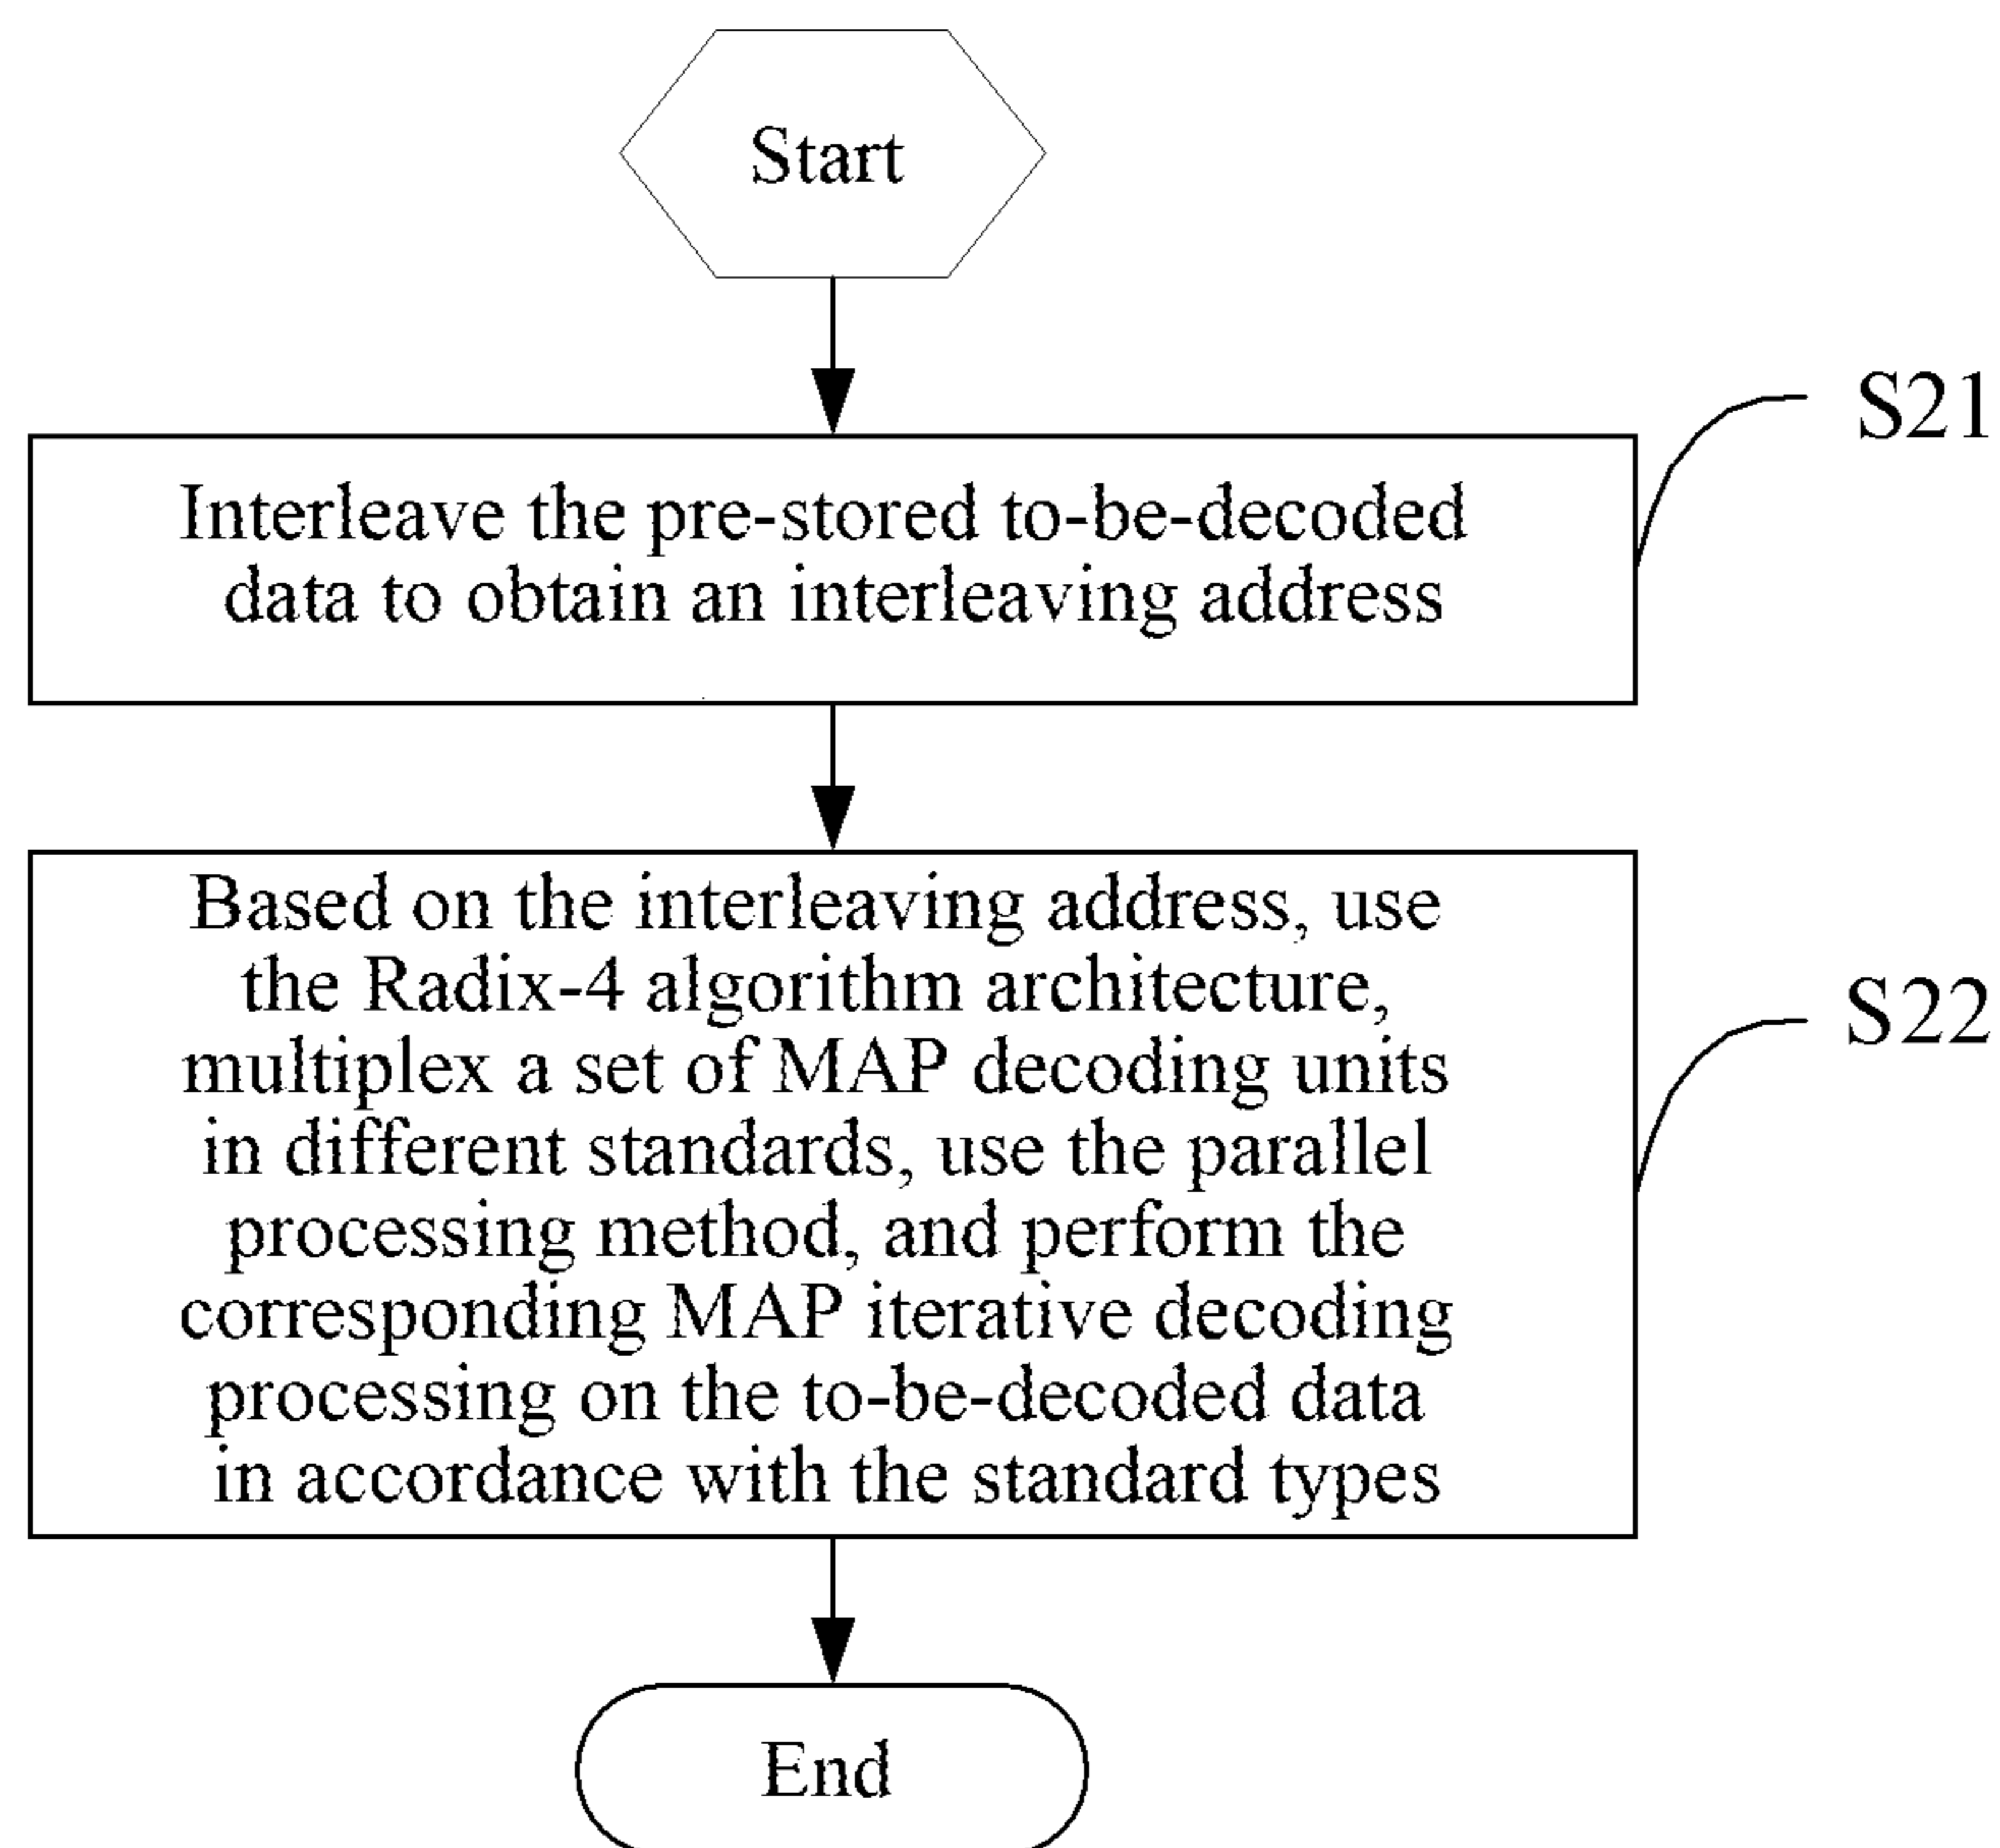 Start
S21
Interleave the pre-stored to-be-decoded
data to obtain an interleaving address
Based on the interleaving address, use
the Radix-4 algorithm architecture,
multiplex a set of MAP decoding units
in different standards, use the parallel
processing method, and perform the
corresponding MAP iterative decoding
processing on the to-be-decoded data
in accordance with the standard types
S22
End